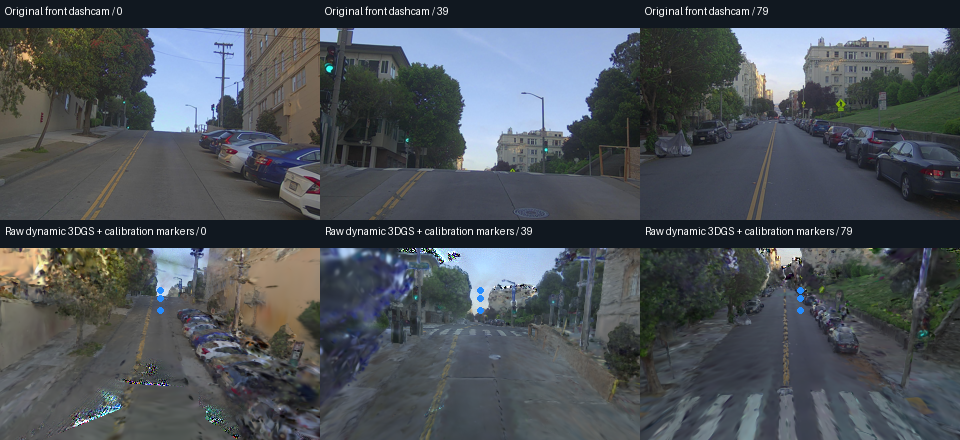 Original front dashcam / 0
Original front dashcam / 39
Original front dashcam / 79
Raw dynamic 3DGS + calibration markers / 0
Raw dynamic 3DGS + calibration markers / 39
Raw dynamic 3DGS + calibration markers / 79